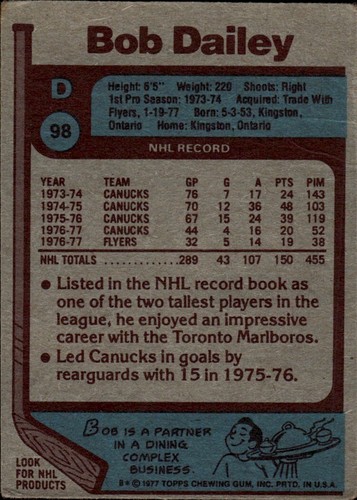 Bob Dailey
D
98
Height: 6'5" Weight: 220 Shoots: Right
1st Pro Season: 1973-74 Acquired: Trade With
Flyers, 1-19-77 Born: 5-3-53, Kingston,
Ontario Home: Kingston, Ontario
NHL RECORD
YEAR TEAM GP G A PTS PIM
1973-74 CANUCKS 76 7 17 24 143
1974-75 CANUCKS 70 12 36 48 103
1975-76 CANUCKS 67 15 24 39 119
1976-77 CANUCKS 44 4 16 20 52
1976-77 FLYERS 32 5 14 19 38
NHL TOTALS ............ 289 43 107 150 455
• Listed in the NHL record book as
one of the two tallest players in the
league, he enjoyed an impressive
career with the Toronto Marlboros.
• Led Canucks in goals by
rearguards with 15 in 1975-76.
LOOK
FOR NHL
PRODUCTS
BOB IS A PARTNER
IN A DINING
COMPLEX
BUSINESS.
B* © 1977 TOPPS CHEWING GUM, INC. PRTD. IN U.S.A.